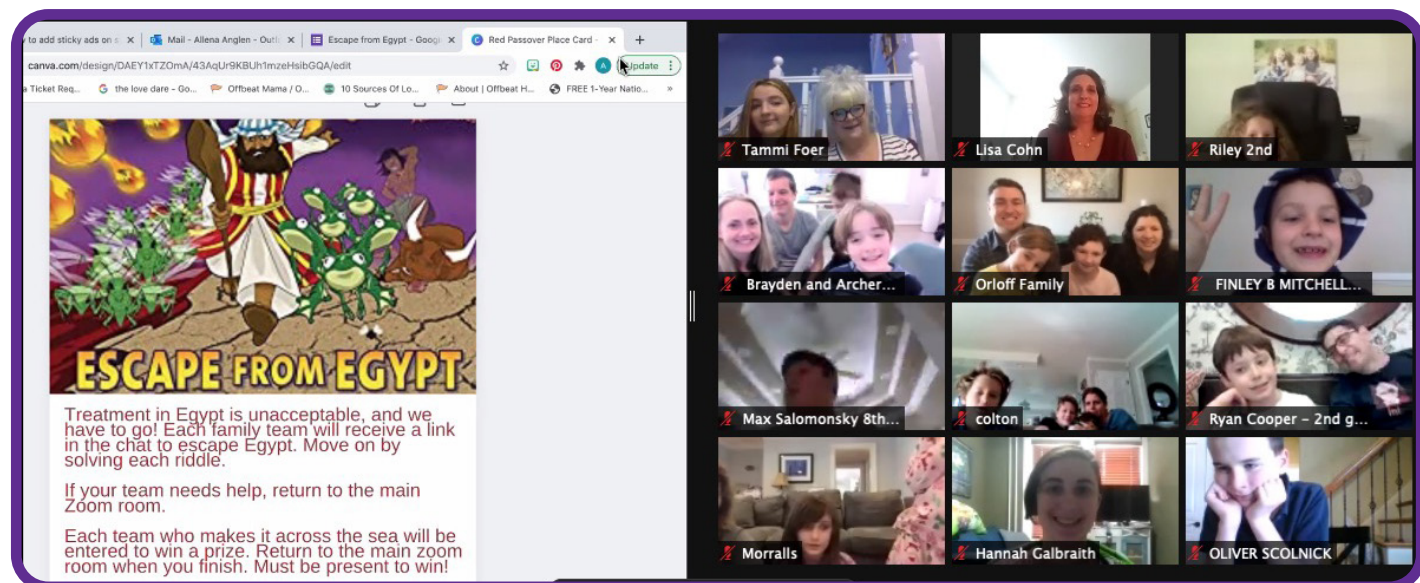 to add sticky ads on s
Mail - Allena Anglen - Outl
Escape from Egypt - Goog
Red Passover Place Card -
canva.com/design/DAEY1xTZOmA/43AqUr9KBUh1mzeHsibGQA/edit
Update
a Ticket Req...
the love dare - Go...
Offbeat Mama / O...
10 Sources Of Lo...
About | Offbeat H...
FREE 1-Year Natio...
»
ESCAPE FROM EGYPT
Treatment in Egypt is unacceptable, and we
have to go! Each family team will receive a link
in the chat to escape Egypt. Move on by
solving each riddle.
If your team needs help, return to the main
Zoom room.
Each team who makes it across the sea will be
entered to win a prize. Return to the main zoom
room when you finish. Must be present to win!
Tammi Foer
Lisa Cohn
Riley 2nd
Brayden and Archer...
Orloff Family
FINLEY B MITCHELL...
Max Salomonsky 8th...
colton
Ryan Cooper - 2nd g...
Morralls
Hannah Galbraith
OLIVER SCOLNICK